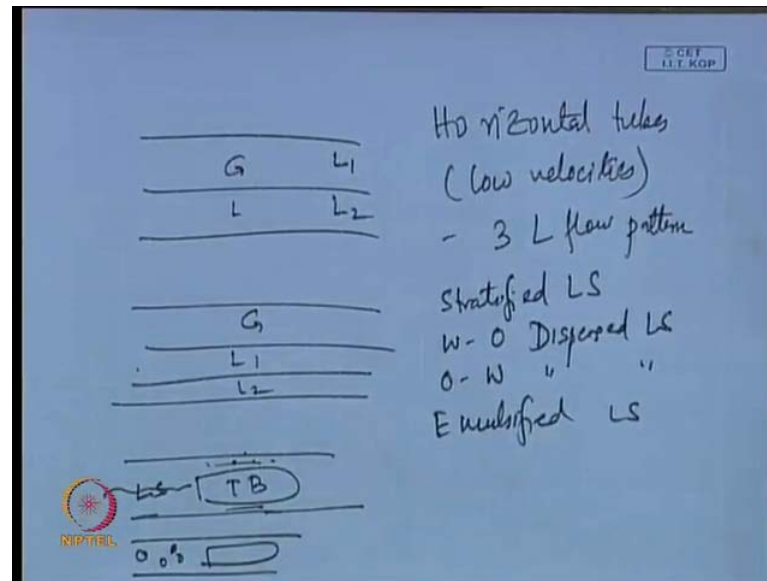 © CET
I.I.T. KGP
Horizontal tubes
(low velocities)
- 3 L flow pattern
Stratified LS
W-O Dispersed LS
O-W " "
Emulsified LS
G L1
L L2
G
L1
L2
LS TB
NPTEL